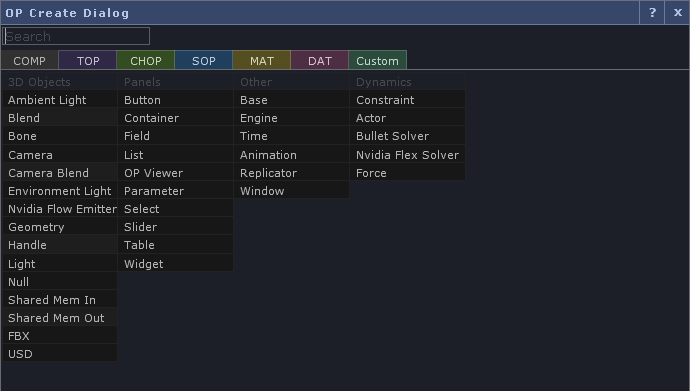 OP Create Dialog ? x
Search
COMP TOP CHOP SOP MAT DAT Custom
3D Objects Panels Other Dynamics
Ambient Light Button Base Constraint
Blend Container Engine Actor
Bone Field Time Bullet Solver
Camera List Animation Nvidia Flex Solver
Camera Blend OP Viewer Replicator Force
Environment Light Parameter Window
Nvidia Flow Emitter Select
Geometry Slider
Handle Table
Light Widget
Null
Shared Mem In
Shared Mem Out
FBX
USD